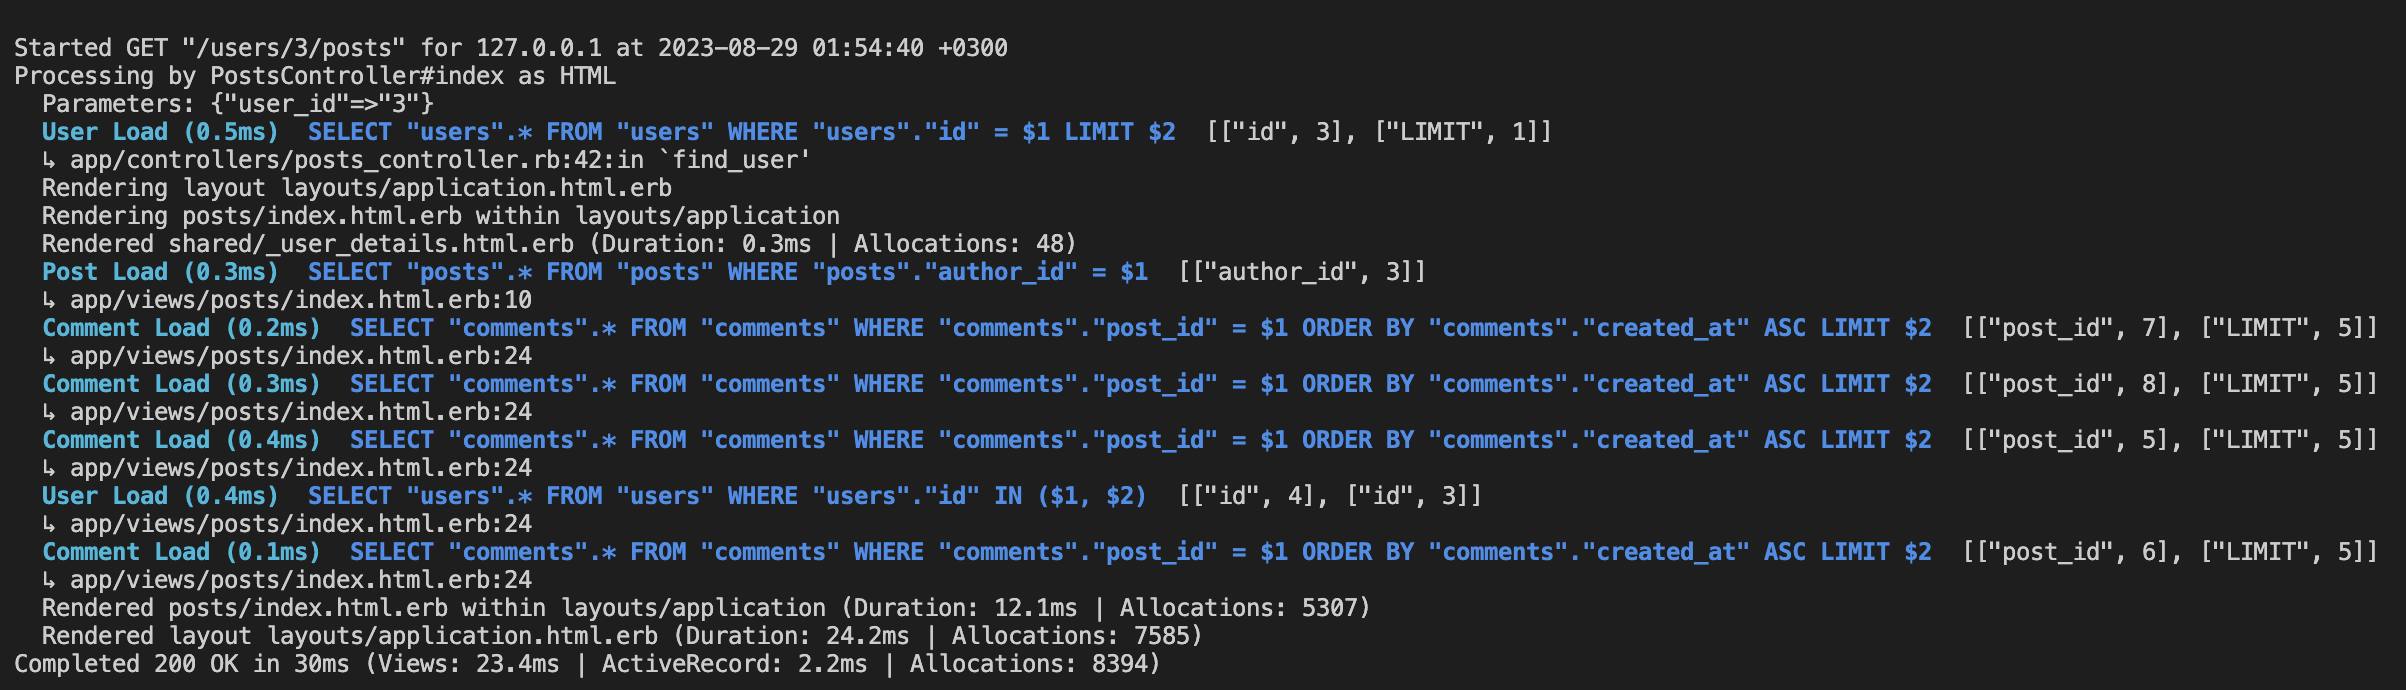 Started GET "/users/3/posts" for 127.0.0.1 at 2023-08-29 01:54:40 +0300
Processing by PostsController#index as HTML
  Parameters: {"user_id"=>"3"}
  User Load (0.5ms)  SELECT "users".* FROM "users" WHERE "users"."id" = $1 LIMIT $2  [["id", 3], ["LIMIT", 1]]
  ↳ app/controllers/posts_controller.rb:42:in `find_user'
  Rendering layout layouts/application.html.erb
  Rendering posts/index.html.erb within layouts/application
  Rendered shared/_user_details.html.erb (Duration: 0.3ms | Allocations: 48)
  Post Load (0.3ms)  SELECT "posts".* FROM "posts" WHERE "posts"."author_id" = $1  [["author_id", 3]]
  ↳ app/views/posts/index.html.erb:10
  Comment Load (0.2ms)  SELECT "comments".* FROM "comments" WHERE "comments"."post_id" = $1 ORDER BY "comments"."created_at" ASC LIMIT $2  [["post_id", 7], ["LIMIT", 5]]
  ↳ app/views/posts/index.html.erb:24
  Comment Load (0.3ms)  SELECT "comments".* FROM "comments" WHERE "comments"."post_id" = $1 ORDER BY "comments"."created_at" ASC LIMIT $2  [["post_id", 8], ["LIMIT", 5]]
  ↳ app/views/posts/index.html.erb:24
  Comment Load (0.4ms)  SELECT "comments".* FROM "comments" WHERE "comments"."post_id" = $1 ORDER BY "comments"."created_at" ASC LIMIT $2  [["post_id", 5], ["LIMIT", 5]]
  ↳ app/views/posts/index.html.erb:24
  User Load (0.4ms)  SELECT "users".* FROM "users" WHERE "users"."id" IN ($1, $2)  [["id", 4], ["id", 3]]
  ↳ app/views/posts/index.html.erb:24
  Comment Load (0.1ms)  SELECT "comments".* FROM "comments" WHERE "comments"."post_id" = $1 ORDER BY "comments"."created_at" ASC LIMIT $2  [["post_id", 6], ["LIMIT", 5]]
  ↳ app/views/posts/index.html.erb:24
  Rendered posts/index.html.erb within layouts/application (Duration: 12.1ms | Allocations: 5307)
  Rendered layout layouts/application.html.erb (Duration: 24.2ms | Allocations: 7585)
Completed 200 OK in 30ms (Views: 23.4ms | ActiveRecord: 2.2ms | Allocations: 8394)